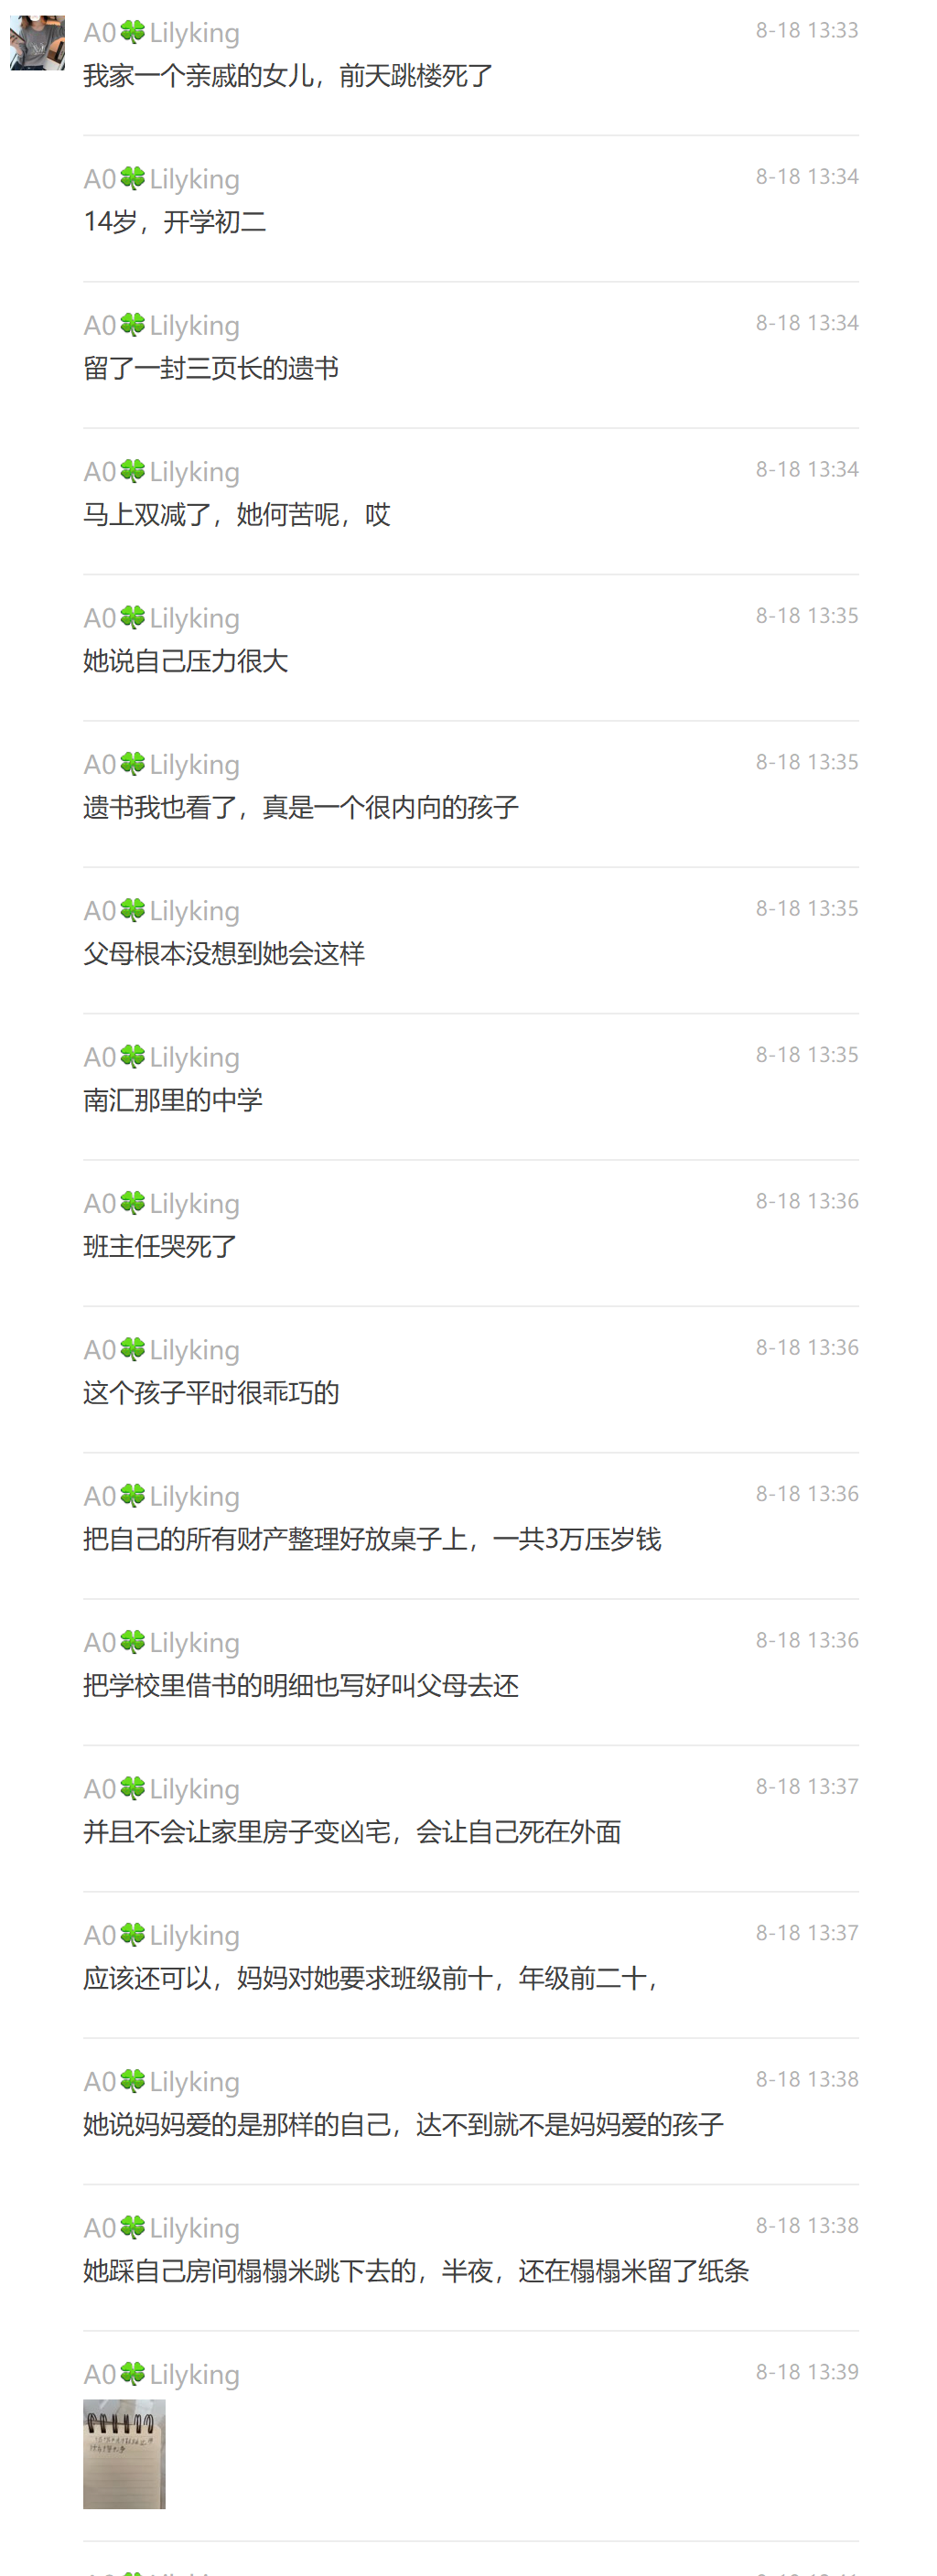 A0🍀Lilyking 8-18 13:33
我家一个亲戚的女儿，前天跳楼死了
A0🍀Lilyking 8-18 13:34
14岁，开学初二
A0🍀Lilyking 8-18 13:34
留了一封三页长的遗书
A0🍀Lilyking 8-18 13:34
马上双减了，她何苦呢，哎
A0🍀Lilyking 8-18 13:35
她说自己压力很大
A0🍀Lilyking 8-18 13:35
遗书我也看了，真是一个很内向的孩子
A0🍀Lilyking 8-18 13:35
父母根本没想到她会这样
A0🍀Lilyking 8-18 13:35
南汇那里的中学
A0🍀Lilyking 8-18 13:36
班主任哭死了
A0🍀Lilyking 8-18 13:36
这个孩子平时很乖巧的
A0🍀Lilyking 8-18 13:36
把自己的所有财产整理好放桌子上，一共3万压岁钱
A0🍀Lilyking 8-18 13:36
把学校里借书的明细也写好叫父母去还
A0🍀Lilyking 8-18 13:37
并且不会让家里房子变凶宅，会让自己死在外面
A0🍀Lilyking 8-18 13:37
应该还可以，妈妈对她要求班级前十，年级前二十，
A0🍀Lilyking 8-18 13:38
她说妈妈爱的是那样的自己，达不到就不是妈妈爱的孩子
A0🍀Lilyking 8-18 13:38
她踩自己房间榻榻米跳下去的，半夜，还在榻榻米留了纸条
A0🍀Lilyking 8-18 13:39